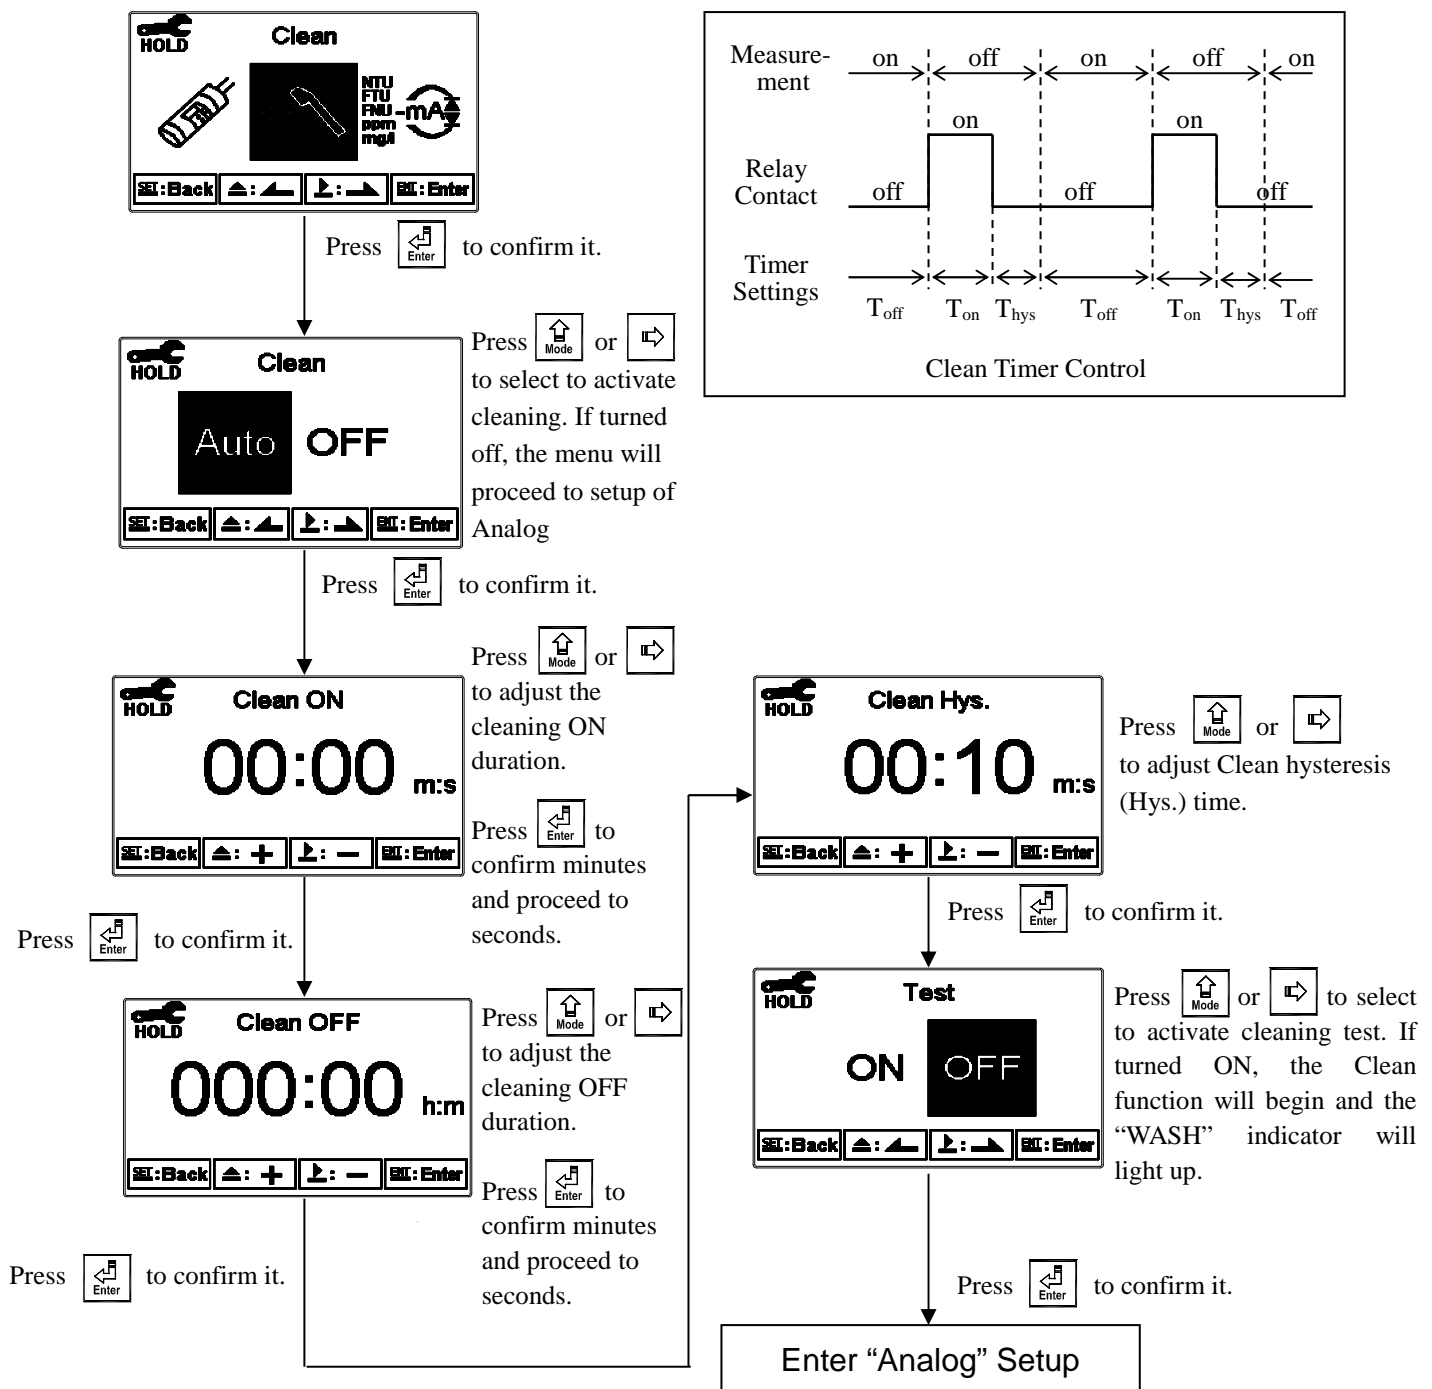 HOLD
Clean
NTU
FTU
FNU
ppm
mg/l
-mA
SET:Back
ENT:Enter
Press Enter to confirm it.
HOLD
Clean
Auto OFF
SET:Back
ENT:Enter
Press Mode or
to select to activate
cleaning. If turned
off, the menu will
proceed to setup of
Analog
Press Enter to confirm it.
HOLD
Clean ON
00:00 m:s
SET:Back : + : – ENT:Enter
Press Mode or
to adjust the
cleaning ON
duration.
Press Enter to
confirm minutes
and proceed to
seconds.
Press Enter to confirm it.
HOLD
Clean OFF
000:00 h:m
SET:Back : + : – ENT:Enter
Press Mode or
to adjust the
cleaning OFF
duration.
Press Enter to
confirm minutes
and proceed to
seconds.
Press Enter to confirm it.
Measure-
ment
on off on off on
Relay
Contact
off on off on off
Timer
Settings
Toff Ton Thys Toff Ton Thys Toff
Clean Timer Control
HOLD
Clean Hys.
00:10 m:s
SET:Back : + : – ENT:Enter
Press Mode or
to adjust Clean hysteresis
(Hys.) time.
Press Enter to confirm it.
HOLD
Test
ON OFF
SET:Back
ENT:Enter
Press Mode or to select
to activate cleaning test. If
turned ON, the Clean
function will begin and the
“WASH” indicator will
light up.
Press Enter to confirm it.
Enter “Analog” Setup